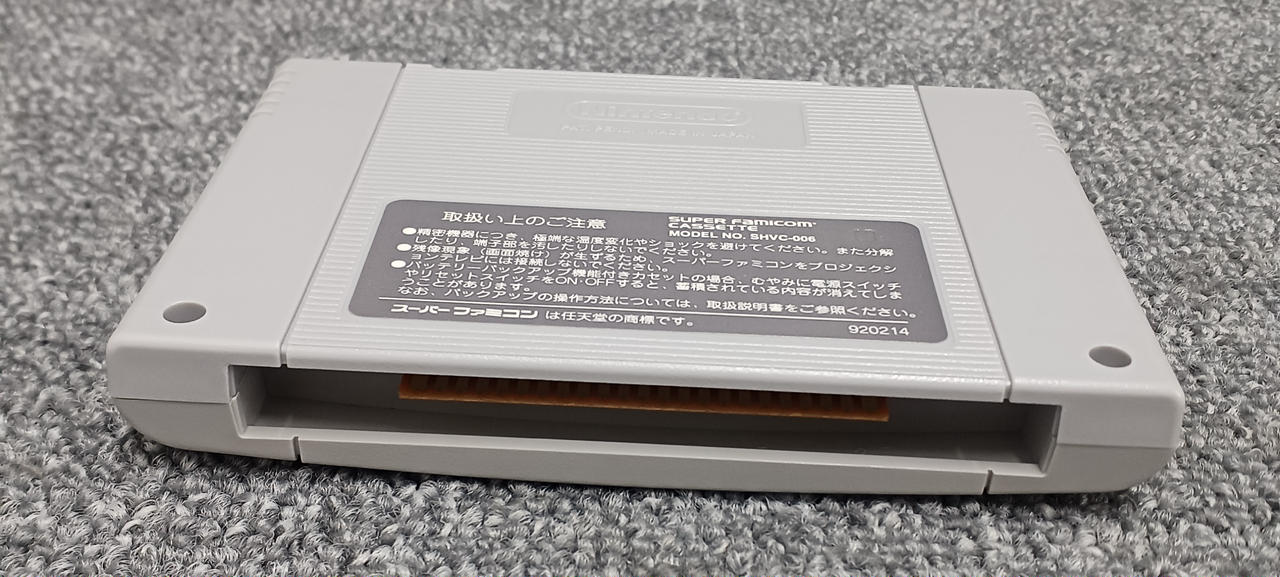 Nintendo
PAT. PEND. MADE IN JAPAN
取扱い上のご注意
SUPER Famicom
CASSETTE
MODEL NO. SHVC-006
●精密機器につき、極端な温度変化やショックを避けてください。また分解
したり、端子部を汚したりしないでください。
●残像現象（画面焼け）が生ずるため、スーパーファミコンをプロジェクシ
ョンテレビには接続しないでください。
●バッテリーバックアップ機能付きカセットの場合、むやみに電源スイッチ
やリセットスイッチをON・OFFすると、蓄積されている内容が消えてしま
うことがあります。
なお、バックアップの操作方法については、取扱説明書をご参照ください。
スーパーファミコンは任天堂の商標です。
920214